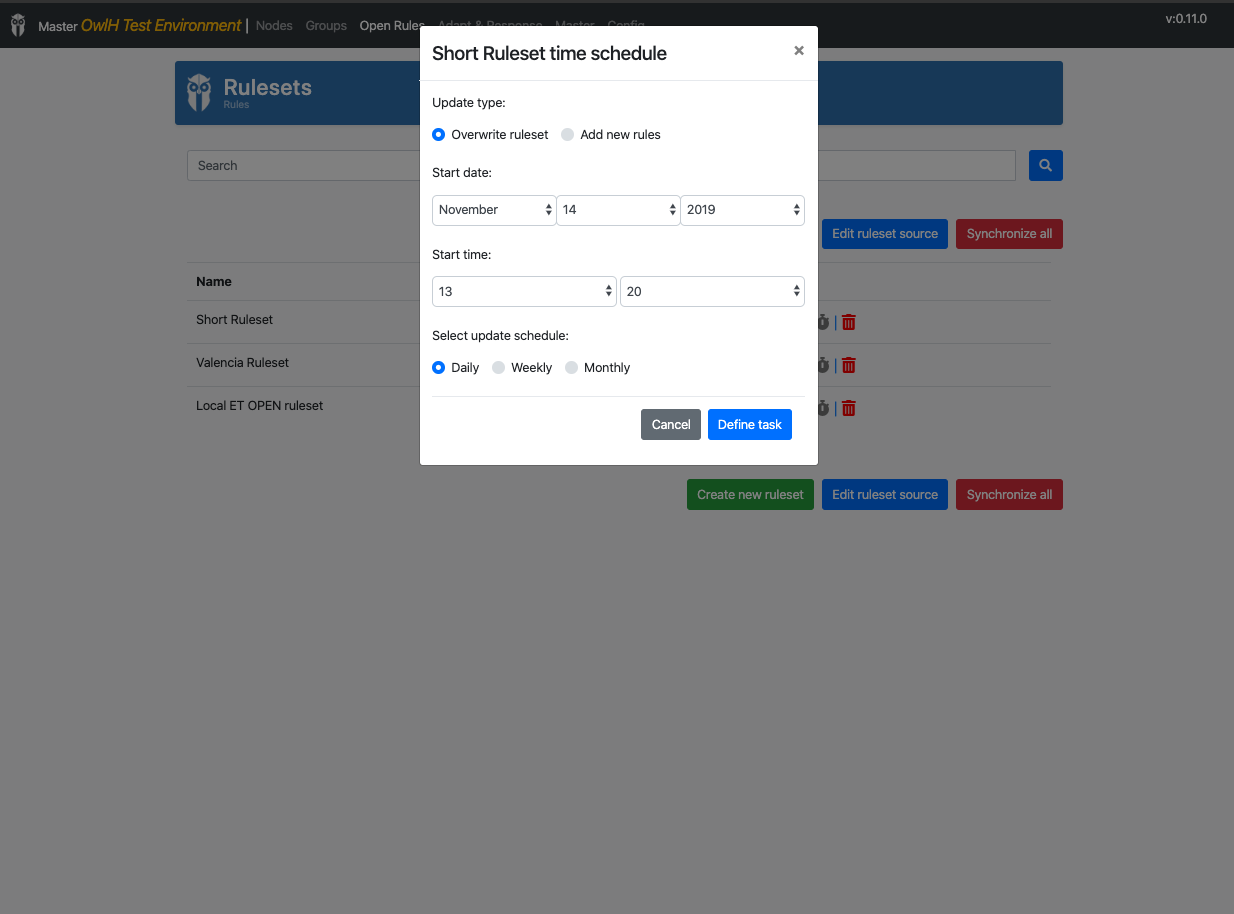 Master OwlH Test Environment | Nodes Groups Open Rules Adapt & Response Master Config v:0.11.0
Short Ruleset time schedule ×
Rulesets
Rules
Update type:
Overwrite ruleset Add new rules
Search
Start date:
November 14 2019
Edit ruleset source Synchronize all
Start time:
Name
13 20
Short Ruleset |
Select update schedule:
Valencia Ruleset |
Daily Weekly Monthly
Local ET OPEN ruleset |
Cancel Define task
Create new ruleset Edit ruleset source Synchronize all